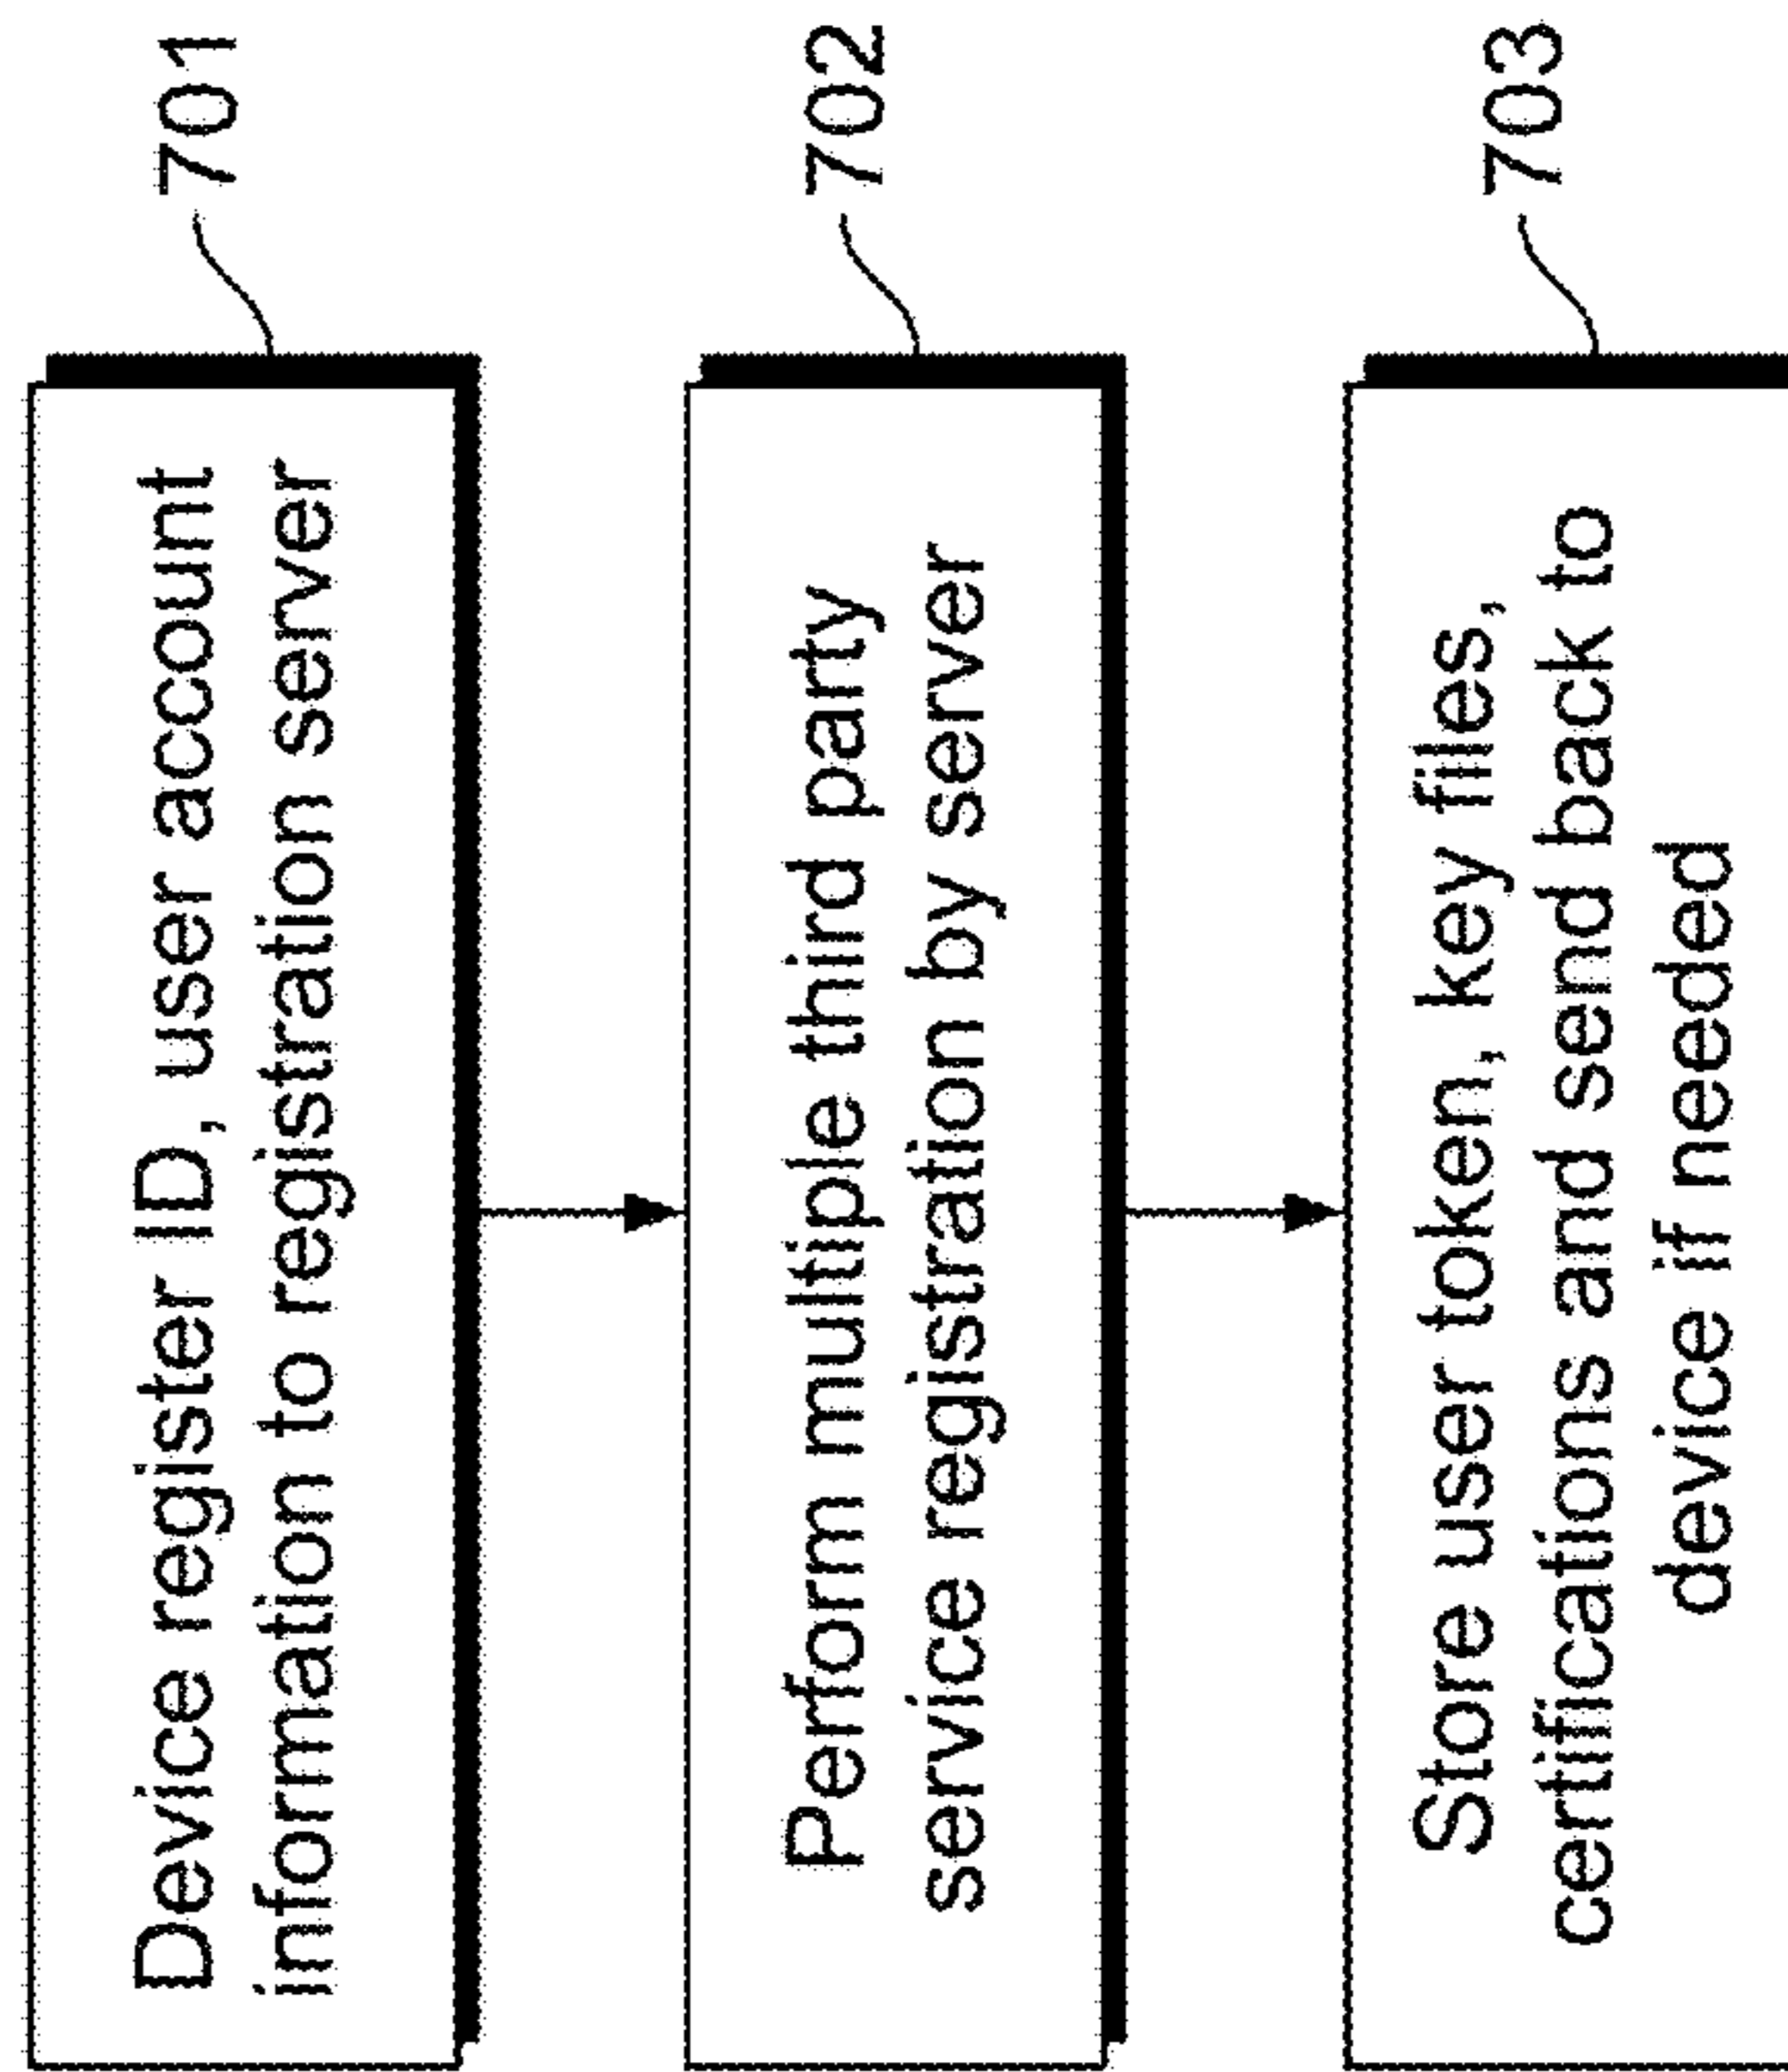 Device register ID, user account
information to registration server
701
Perform multiple third party
service registration by server
702
Store user token, key files,
certifications and send back to
device if needed
703